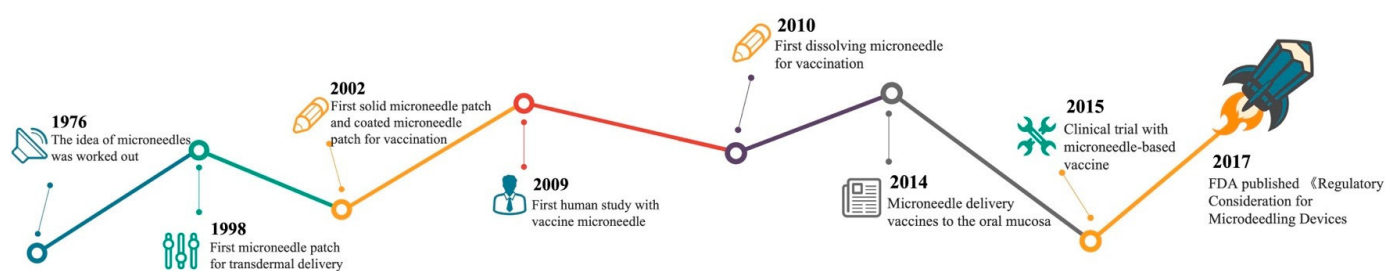 1976
The idea of microneedles
was worked out
1998
First microneedle patch
for transdermal delivery
2002
First solid microneedle patch
and coated microneedle
patch for vaccination
2009
First human study with
vaccine microneedle
2010
First dissolving microneedle
for vaccination
2014
Microneedle delivery
vaccines to the oral mucosa
2015
Clinical trial with
microneedle-based
vaccine
2017
FDA published 《Regulatory
Consideration for
Microdeedling Devices